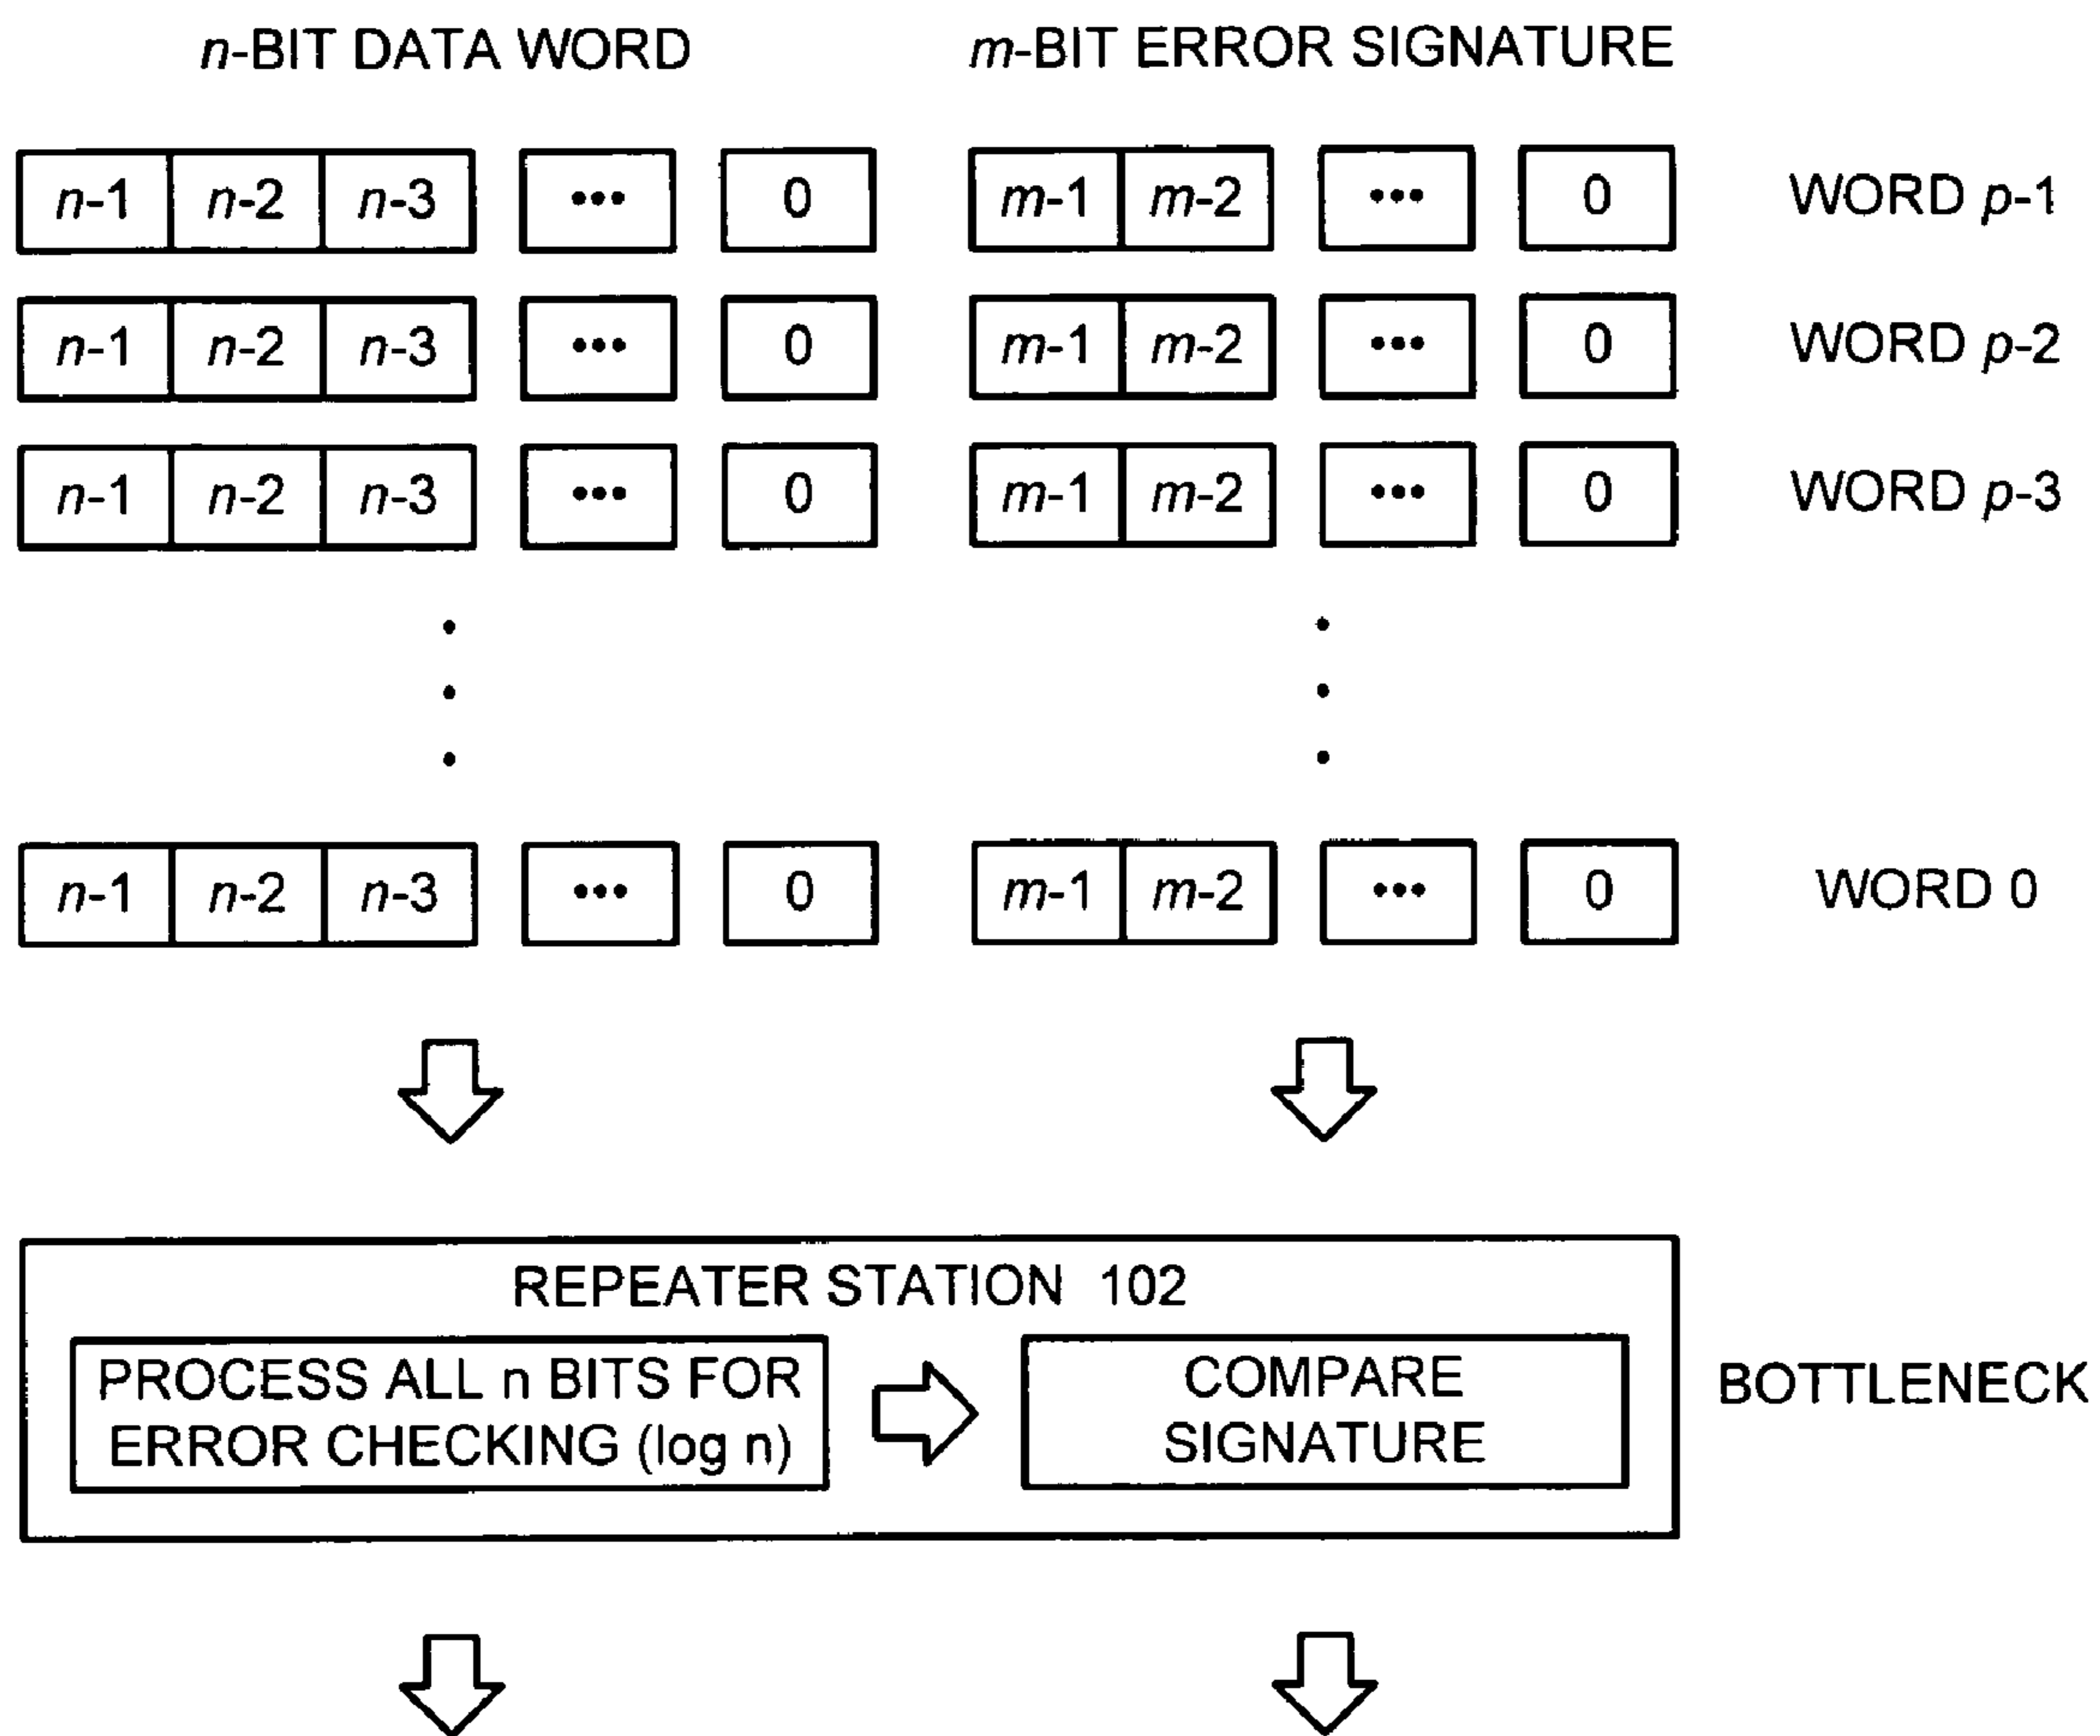 n-BIT DATA WORD m-BIT ERROR SIGNATURE
n-1 n-2 n-3 ••• 0 m-1 m-2 ••• 0 WORD p-1
n-1 n-2 n-3 ••• 0 m-1 m-2 ••• 0 WORD p-2
n-1 n-2 n-3 ••• 0 m-1 m-2 ••• 0 WORD p-3
n-1 n-2 n-3 ••• 0 m-1 m-2 ••• 0 WORD 0
REPEATER STATION 102
PROCESS ALL n BITS FOR
ERROR CHECKING (log n)
COMPARE
SIGNATURE
BOTTLENECK